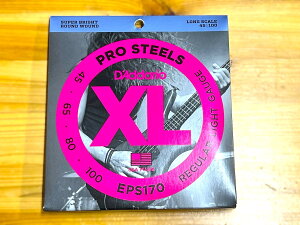 SUPER BRIGHT
ROUND WOUND
LONG SCALE
45-100
PRO STEELS
D'Addario
XL
45
65
80
100
EPS170
REGULAR LIGHT GAUGE